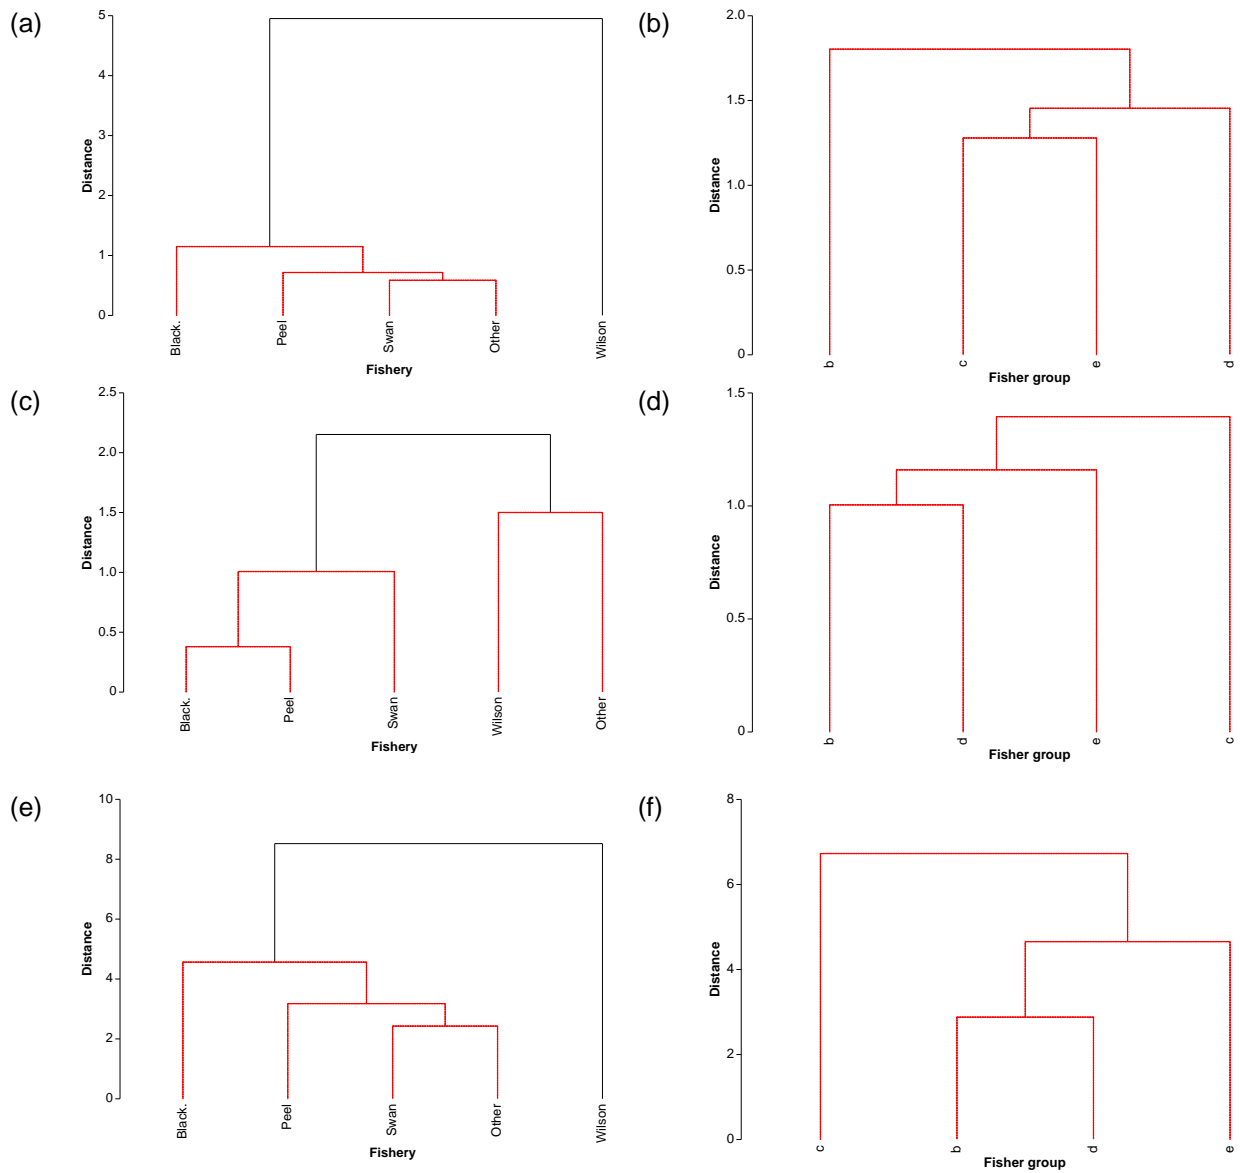 (a)
5
4
3
2
1
0
Distance
Black.
Peel
Swan
Other
Wilson
Fishery
(b)
2.0
1.5
1.0
0.5
0
Distance
b
c
e
d
Fisher group
(c)
2.5
2.0
1.5
1.0
0.5
0
Distance
Black.
Peel
Swan
Wilson
Other
Fishery
(d)
1.5
1.0
0.5
0
Distance
b
d
e
c
Fisher group
(e)
10
8
6
4
2
0
Distance
Black.
Peel
Swan
Other
Wilson
Fishery
(f)
8
6
4
2
0
Distance
c
b
d
e
Fisher group